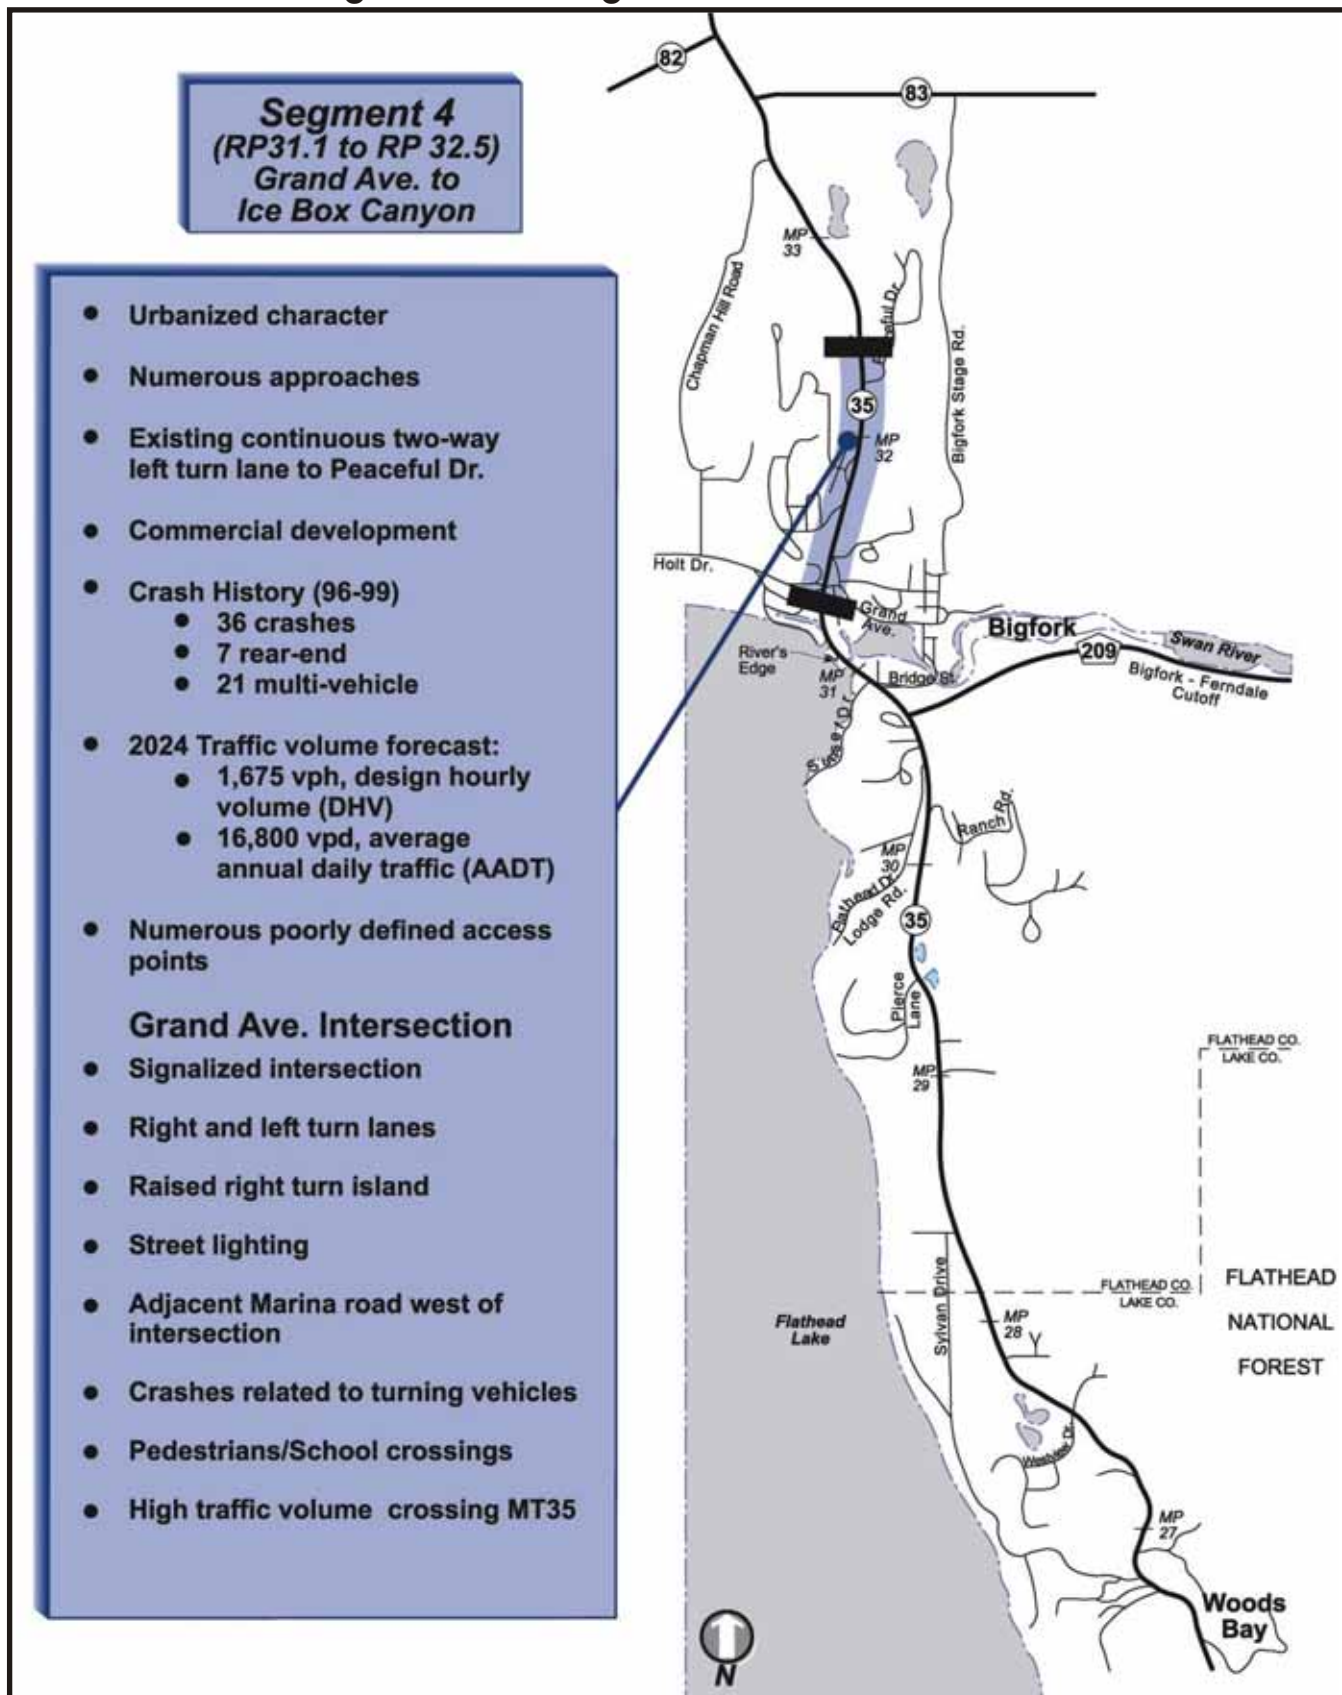 Segment 4
(RP31.1 to RP 32.5)
Grand Ave. to
Ice Box Canyon
• Urbanized character
• Numerous approaches
• Existing continuous two-way
left turn lane to Peaceful Dr.
• Commercial development
• Crash History (96-99)
• 36 crashes
• 7 rear-end
• 21 multi-vehicle
• 2024 Traffic volume forecast:
• 1,675 vph, design hourly
volume (DHV)
• 16,800 vpd, average
annual daily traffic (AADT)
• Numerous poorly defined access
points
Grand Ave. Intersection
• Signalized intersection
• Right and left turn lanes
• Raised right turn island
• Street lighting
• Adjacent Marina road west of
intersection
• Crashes related to turning vehicles
• Pedestrians/School crossings
• High traffic volume crossing MT35
82
83
MP
33
Chapman Hill Road
Bigfork Stage Rd.
35
MP
32
Holt Dr.
Grand
Ave.
Bigfork
Swan River
209
Bigfork - Ferndale
Cutoff
River's
Edge
MP
31
Bridge St.
Sunset Dr.
Ranch Rd.
MP
30
Flathead Dr.
Lodge Rd.
35
Pierce
Lane
MP
29
FLATHEAD CO.
LAKE CO.
Sylvan Drive
FLATHEAD CO.
LAKE CO.
FLATHEAD
NATIONAL
FOREST
Flathead
Lake
MP
28
Westview Dr.
MP
27
Woods
Bay
N